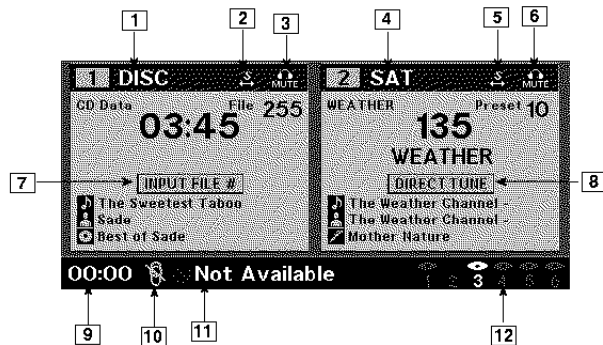 1 2 3 4 5 6
1 DISC S MUTE 2 SAT S MUTE
CD Data File 255 WEATHER Preset 10
03:45 135
WEATHER
7 INPUT FILE # DIRECT TUNE 8
The Sweetest Taboo The Weather Channel -
Sade The Weather Channel -
Best of Sade Mother Nature
00:00 Not Available 1 2 3 4 5 6
9 10 11 12